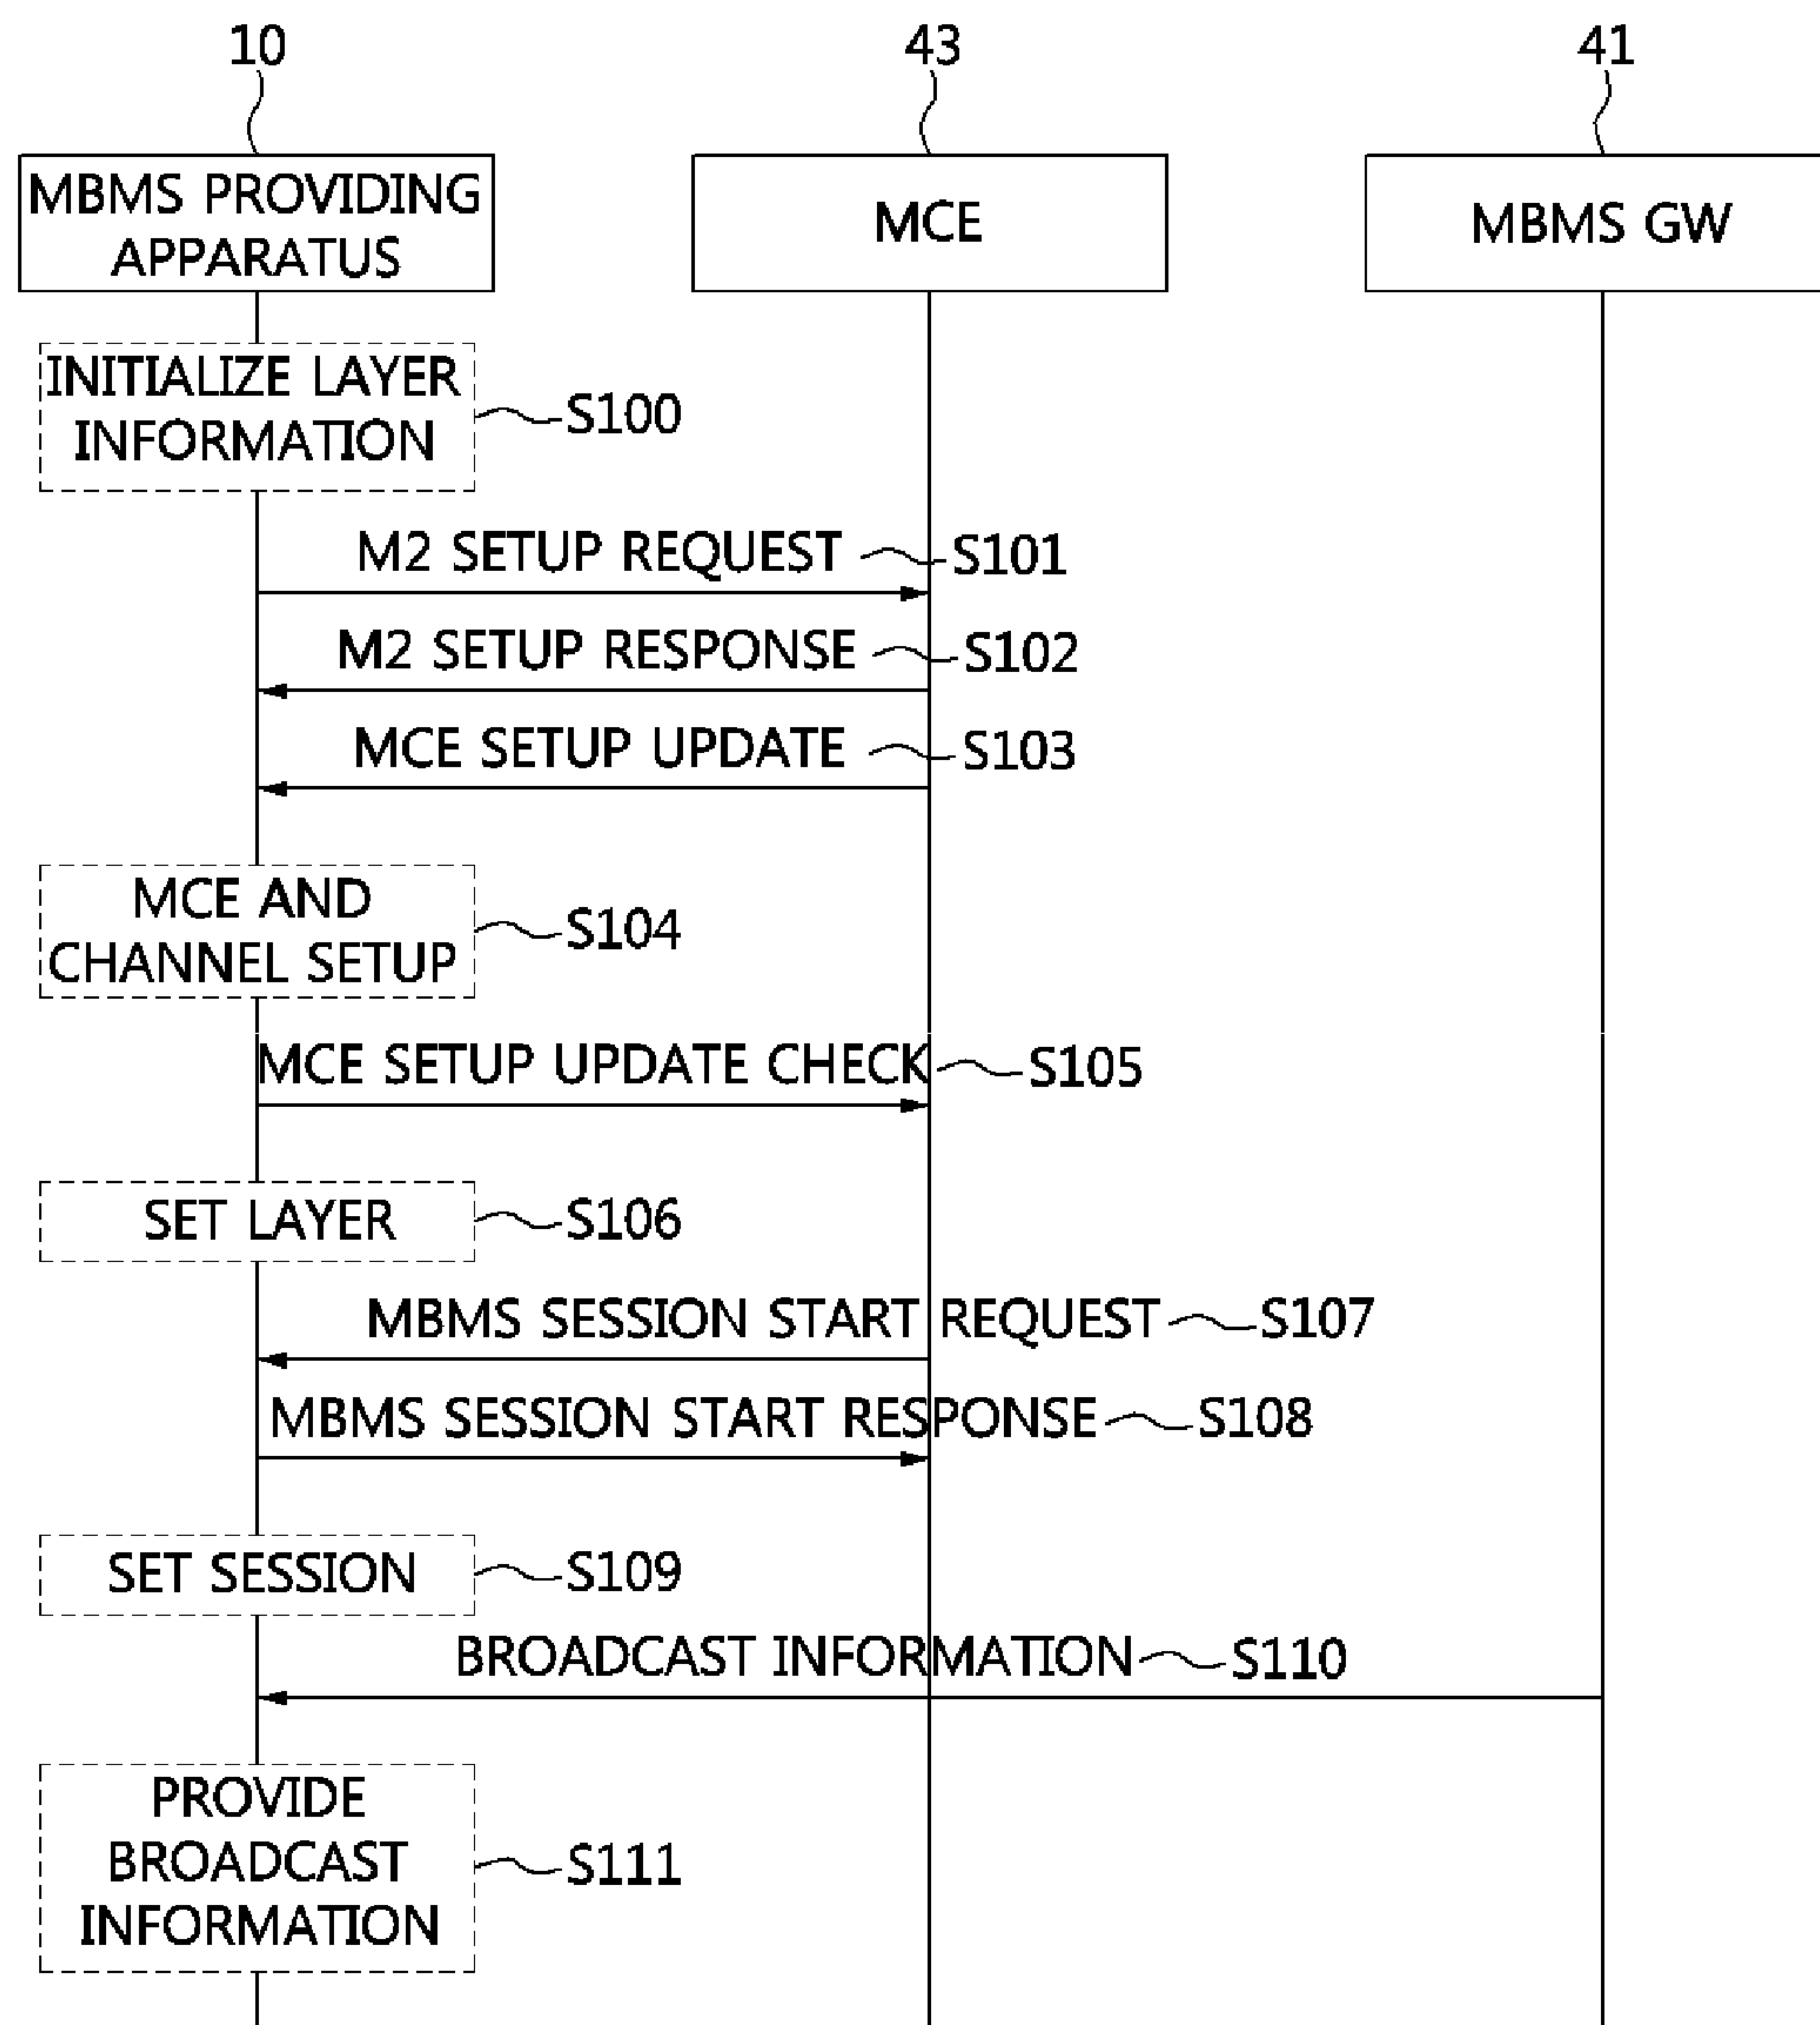 10
43
41
MBMS PROVIDING
APPARATUS
MCE
MBMS GW
INITIALIZE LAYER
INFORMATION
S100
M2 SETUP REQUEST
S101
M2 SETUP RESPONSE
S102
MCE SETUP UPDATE
S103
MCE AND
CHANNEL SETUP
S104
MCE SETUP UPDATE CHECK
S105
SET LAYER
S106
MBMS SESSION START REQUEST
S107
MBMS SESSION START RESPONSE
S108
SET SESSION
S109
BROADCAST INFORMATION
S110
PROVIDE
BROADCAST
INFORMATION
S111